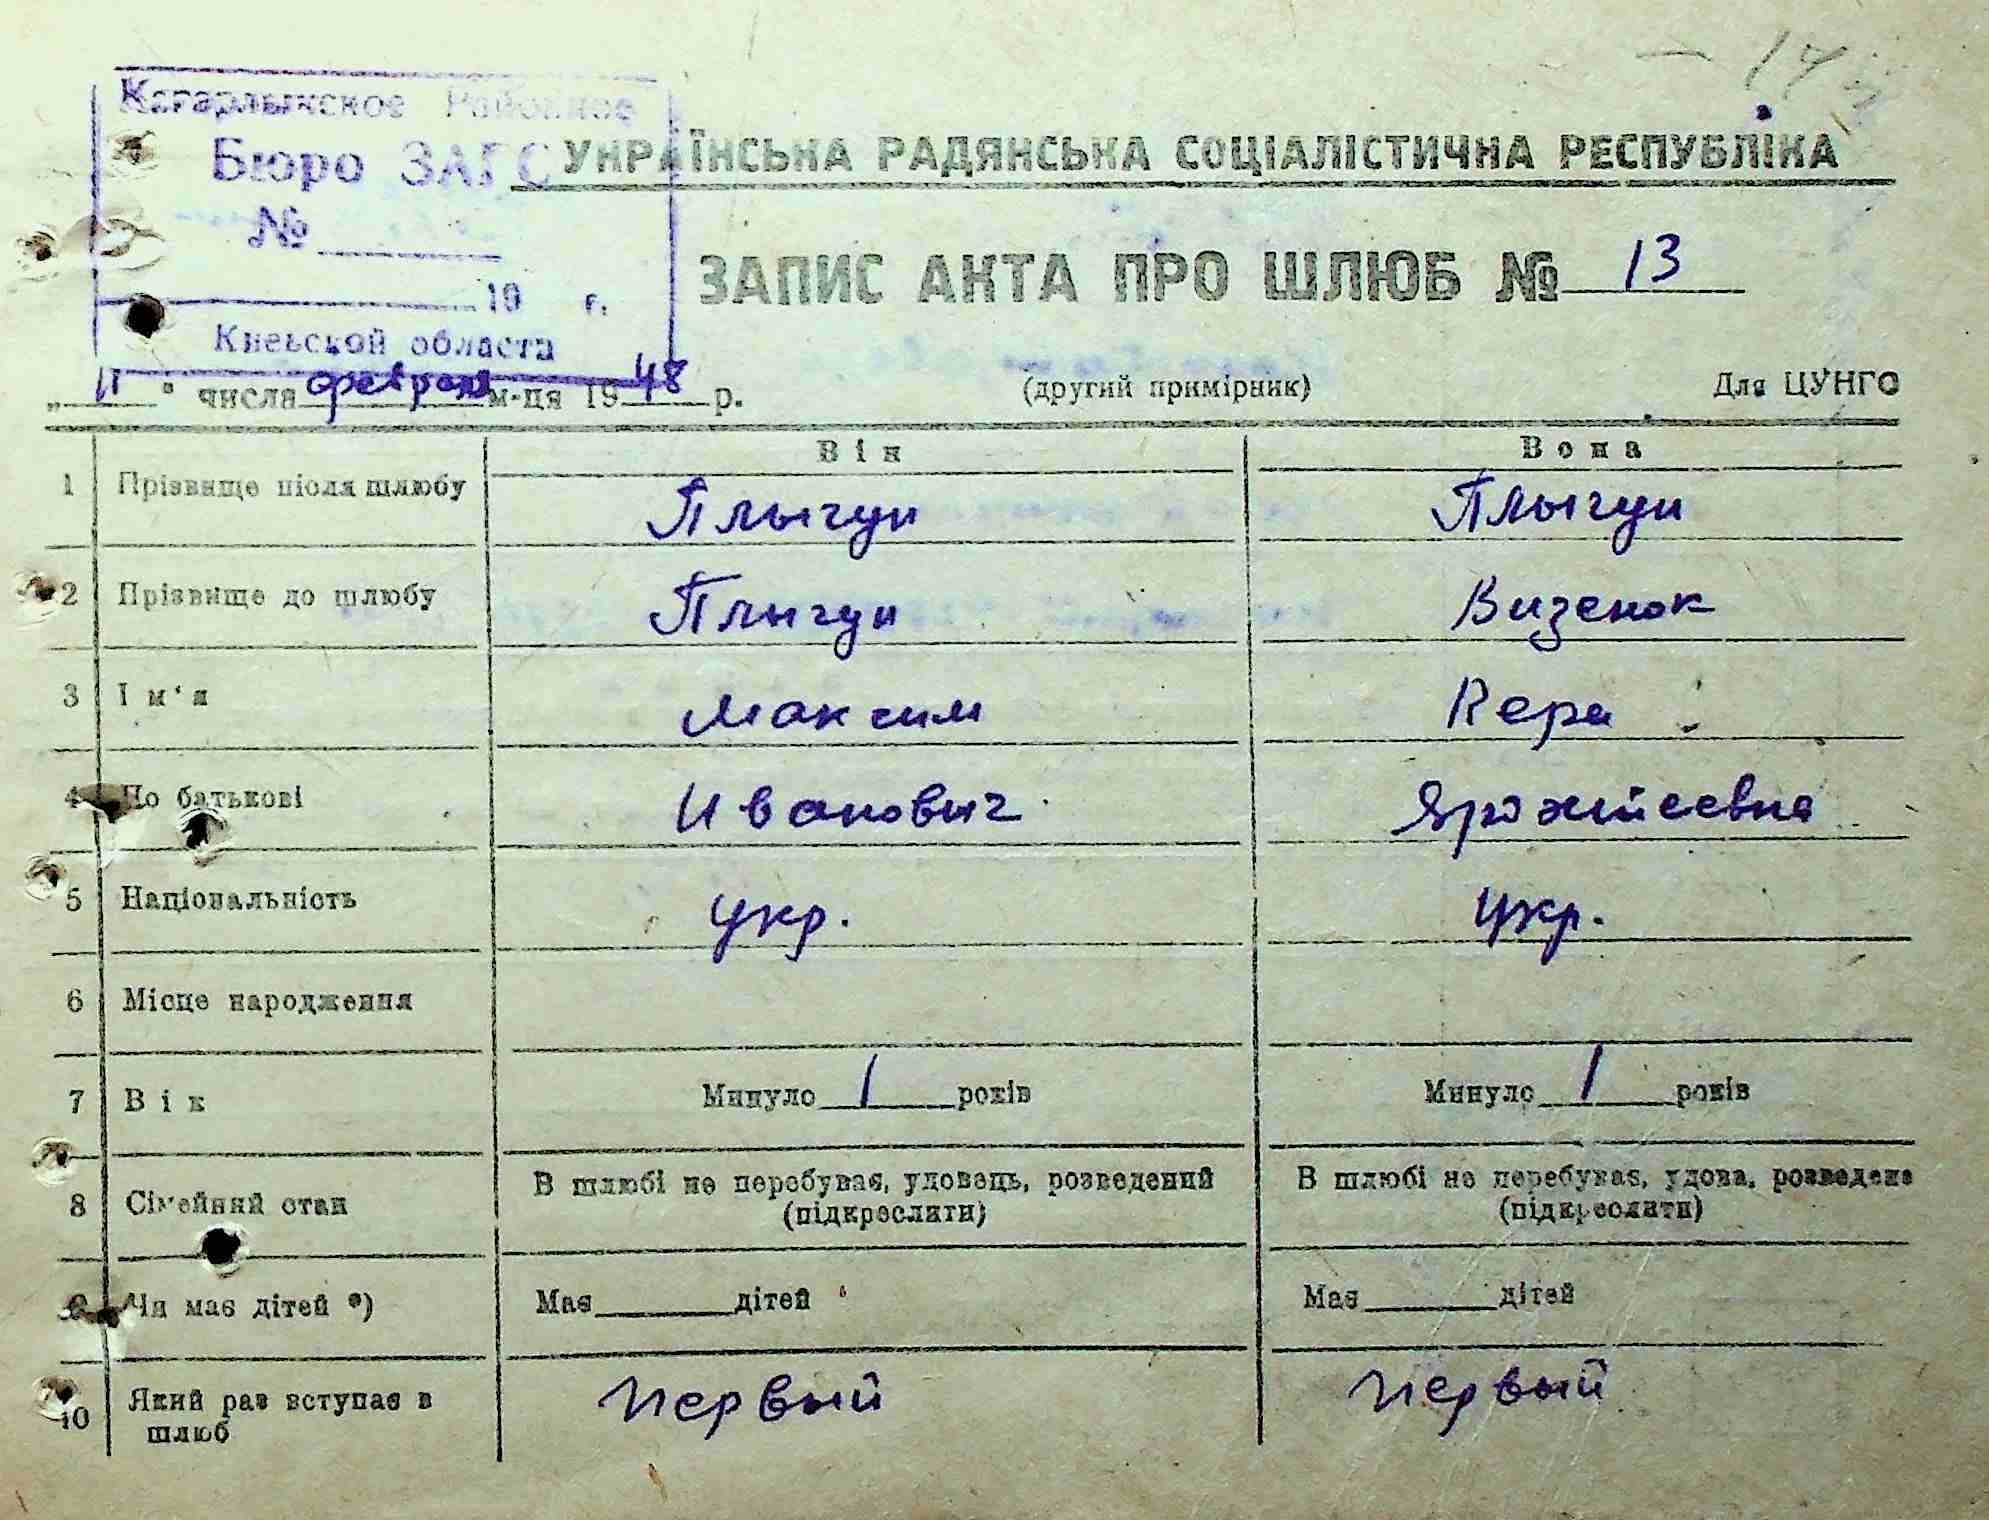 Кагарлыкское Районное
Бюро ЗАГС
№
19 г.
Киевской области
УКРАЇНСЬКА РАДЯНСЬКА СОЦІАЛІСТИЧНА РЕСПУБЛІКА
ЗАПИС АКТА ПРО ШЛЮБ № 13
„ 11 " числа февраля м-ця 1948 р. (другий примірник) Для ЦУНГО
Він Вона
1 Прізвище після шлюбу Плыгун Плыгун
2 Прізвище до шлюбу Плыгун Визенок
3 Ім'я Максим Вера
4 По батькові Иванович
5 Національність укр. укр.
6 Місце народження
7 Вік Минуло 1 років Минуло 1 років
8 Сімейний стан В шлюбі не перебував, удовець, розведений В шлюбі не перебувая, удова, розведена
(підкреслити) (підкреслити)
9 Чи має дітей *) Має дітей Має дітей
10 Який раз вступає в первый первый
шлюб